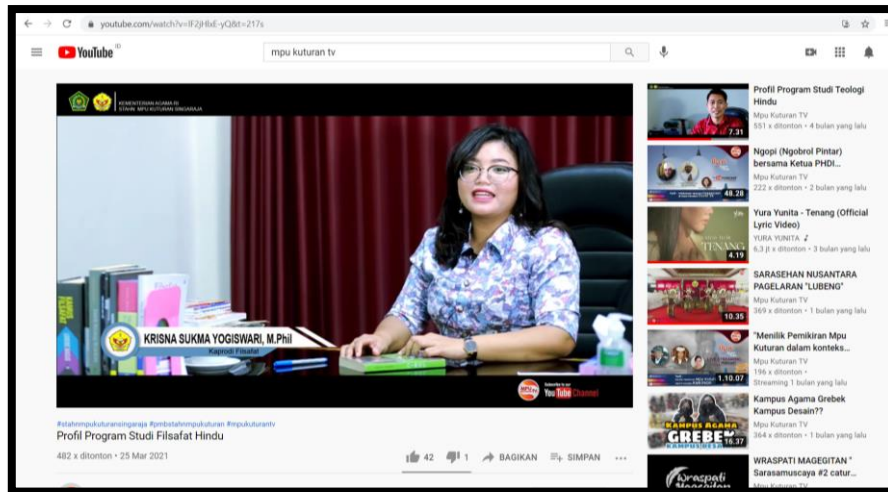 youtube.com/watch?v=IF2jHlxE-yQ&t=217s
YouTube ID
mpu kuturan tv
KEMENTERIAN AGAMA RI
STAHN MPU KUTURAN SINGARAJA
KAMUS
FILSAFAT
KRISNA SUKMA YOGISWARI, M.Phil
Kaprodi Filsafat
Subscribe to our
YouTube Channel
#stahnmpukuturansingaraja #pmbstahnmpukuturan #mpukuturantv
Profil Program Studi Filsafat Hindu
482 x ditonton • 25 Mar 2021
42
1
BAGIKAN
SIMPAN
7.31
Profil Program Studi Teologi
Hindu
Mpu Kuturan TV
551 x ditonton • 4 bulan yang lalu
48.28
Ngopi (Ngobrol Pintar)
bersama Ketua PHDI...
Mpu Kuturan TV
222 x ditonton • 2 bulan yang lalu
TENANG
4.19
Yura Yunita - Tenang (Official
Lyric Video)
YURA YUNITA
6,3 jt x ditonton • 3 bulan yang lalu
10.35
SARASEHAN NUSANTARA
PAGELARAN "LUBENG"
Mpu Kuturan TV
369 x ditonton • 1 bulan yang lalu
1.10.07
"Menilik Pemikiran Mpu
Kuturan dalam konteks...
Mpu Kuturan TV
196 x ditonton •
Streaming 1 bulan yang lalu
KAMPUS AGAMA
GREBEK
16.37
Kampus Agama Grebek
Kampus Desain??
Mpu Kuturan TV
364 x ditonton • 1 bulan yang lalu
Wraspati
Magegitan
WRASPATI MAGEGITAN "
Sarasamuscaya #2 catur...
Mpu Kuturan TV